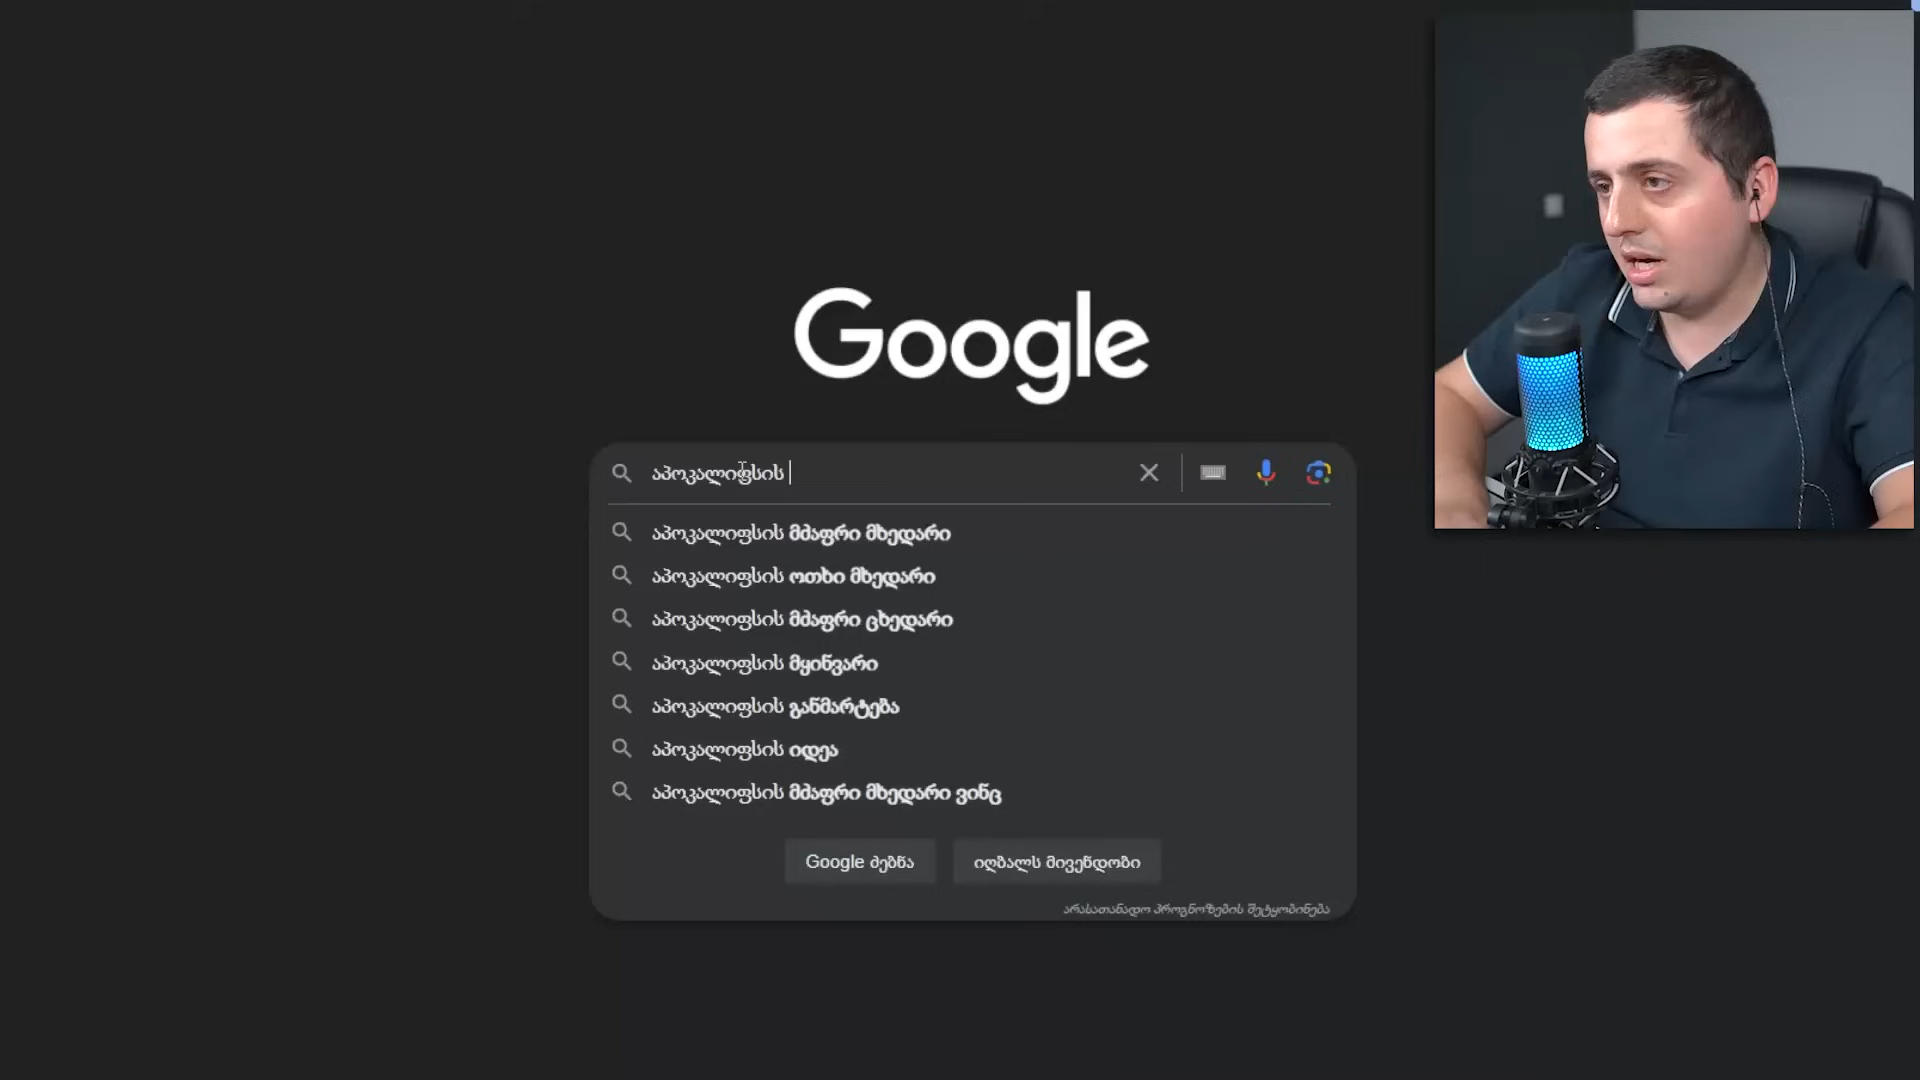 Google
აპოკალიფსის
აპოკალიფსის მძაფრი მხედარი
აპოკალიფსის ოთხი მხედარი
აპოკალიფსის მძაფრი ცხედარი
აპოკალიფსის მყინვარი
აპოკალიფსის განმარტება
აპოკალიფსის იდეა
აპოკალიფსის მძაფრი მხედარი ვინც
Google ძებნა
იღბალს მივენდობი
არასათანადო პროგნოზების შეტყობინება